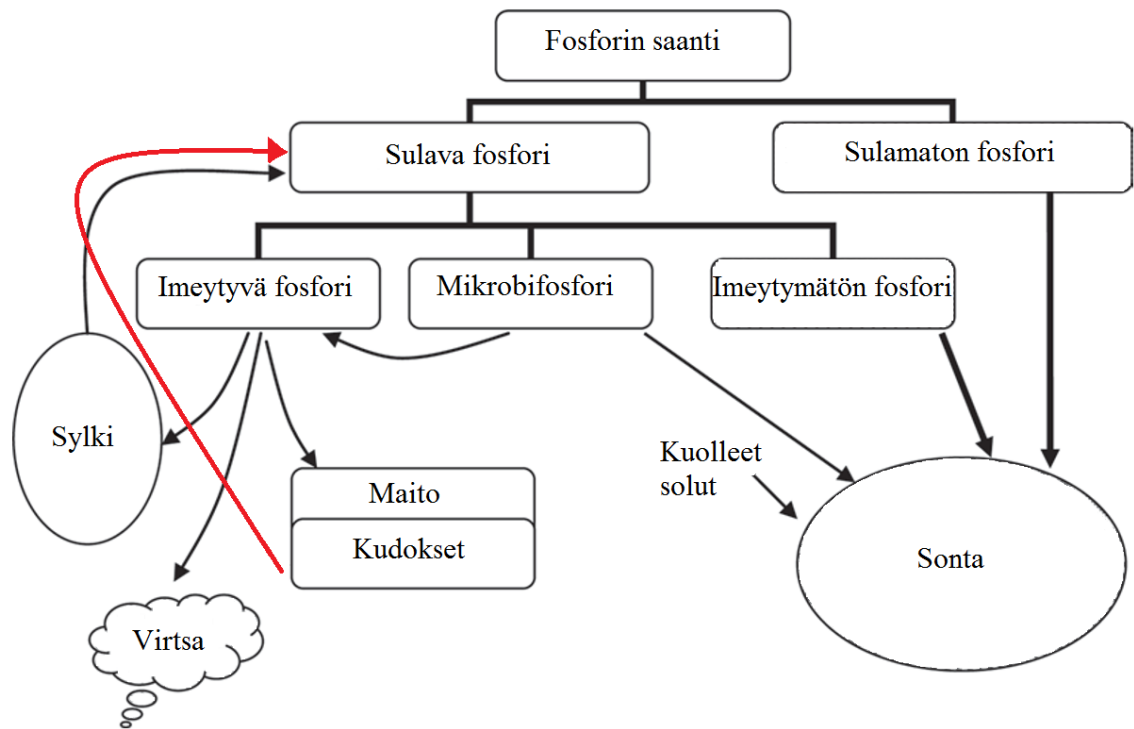 Fosforin saanti
Sulava fosfori
Sulamaton fosfori
Imeytyvä fosfori
Mikrobifosfori
Imeytymätön fosfori
Sylki
Maito
Kudokset
Kuolleet
solut
Sonta
Virtsa